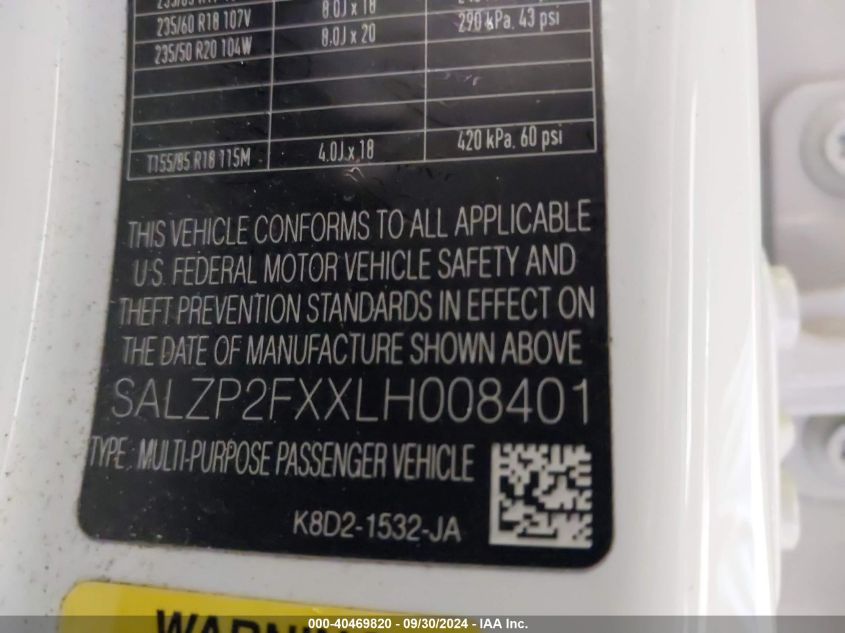 235/60 R18 107V 8.0J x 18 290 kPa, 43 psi
235/50 R20 104W 8.0J x 20
T155/85 R18 115M 4.0J x 18 420 kPa, 60 psi
THIS VEHICLE CONFORMS TO ALL APPLICABLE
U.S. FEDERAL MOTOR VEHICLE SAFETY AND
THEFT PREVENTION STANDARDS IN EFFECT ON
THE DATE OF MANUFACTURE SHOWN ABOVE
SALZP2FXXLH008401
TYPE: MULTI-PURPOSE PASSENGER VEHICLE
K8D2-1532-JA
WARNING
000-40469820 - 09/30/2024 - IAA Inc.